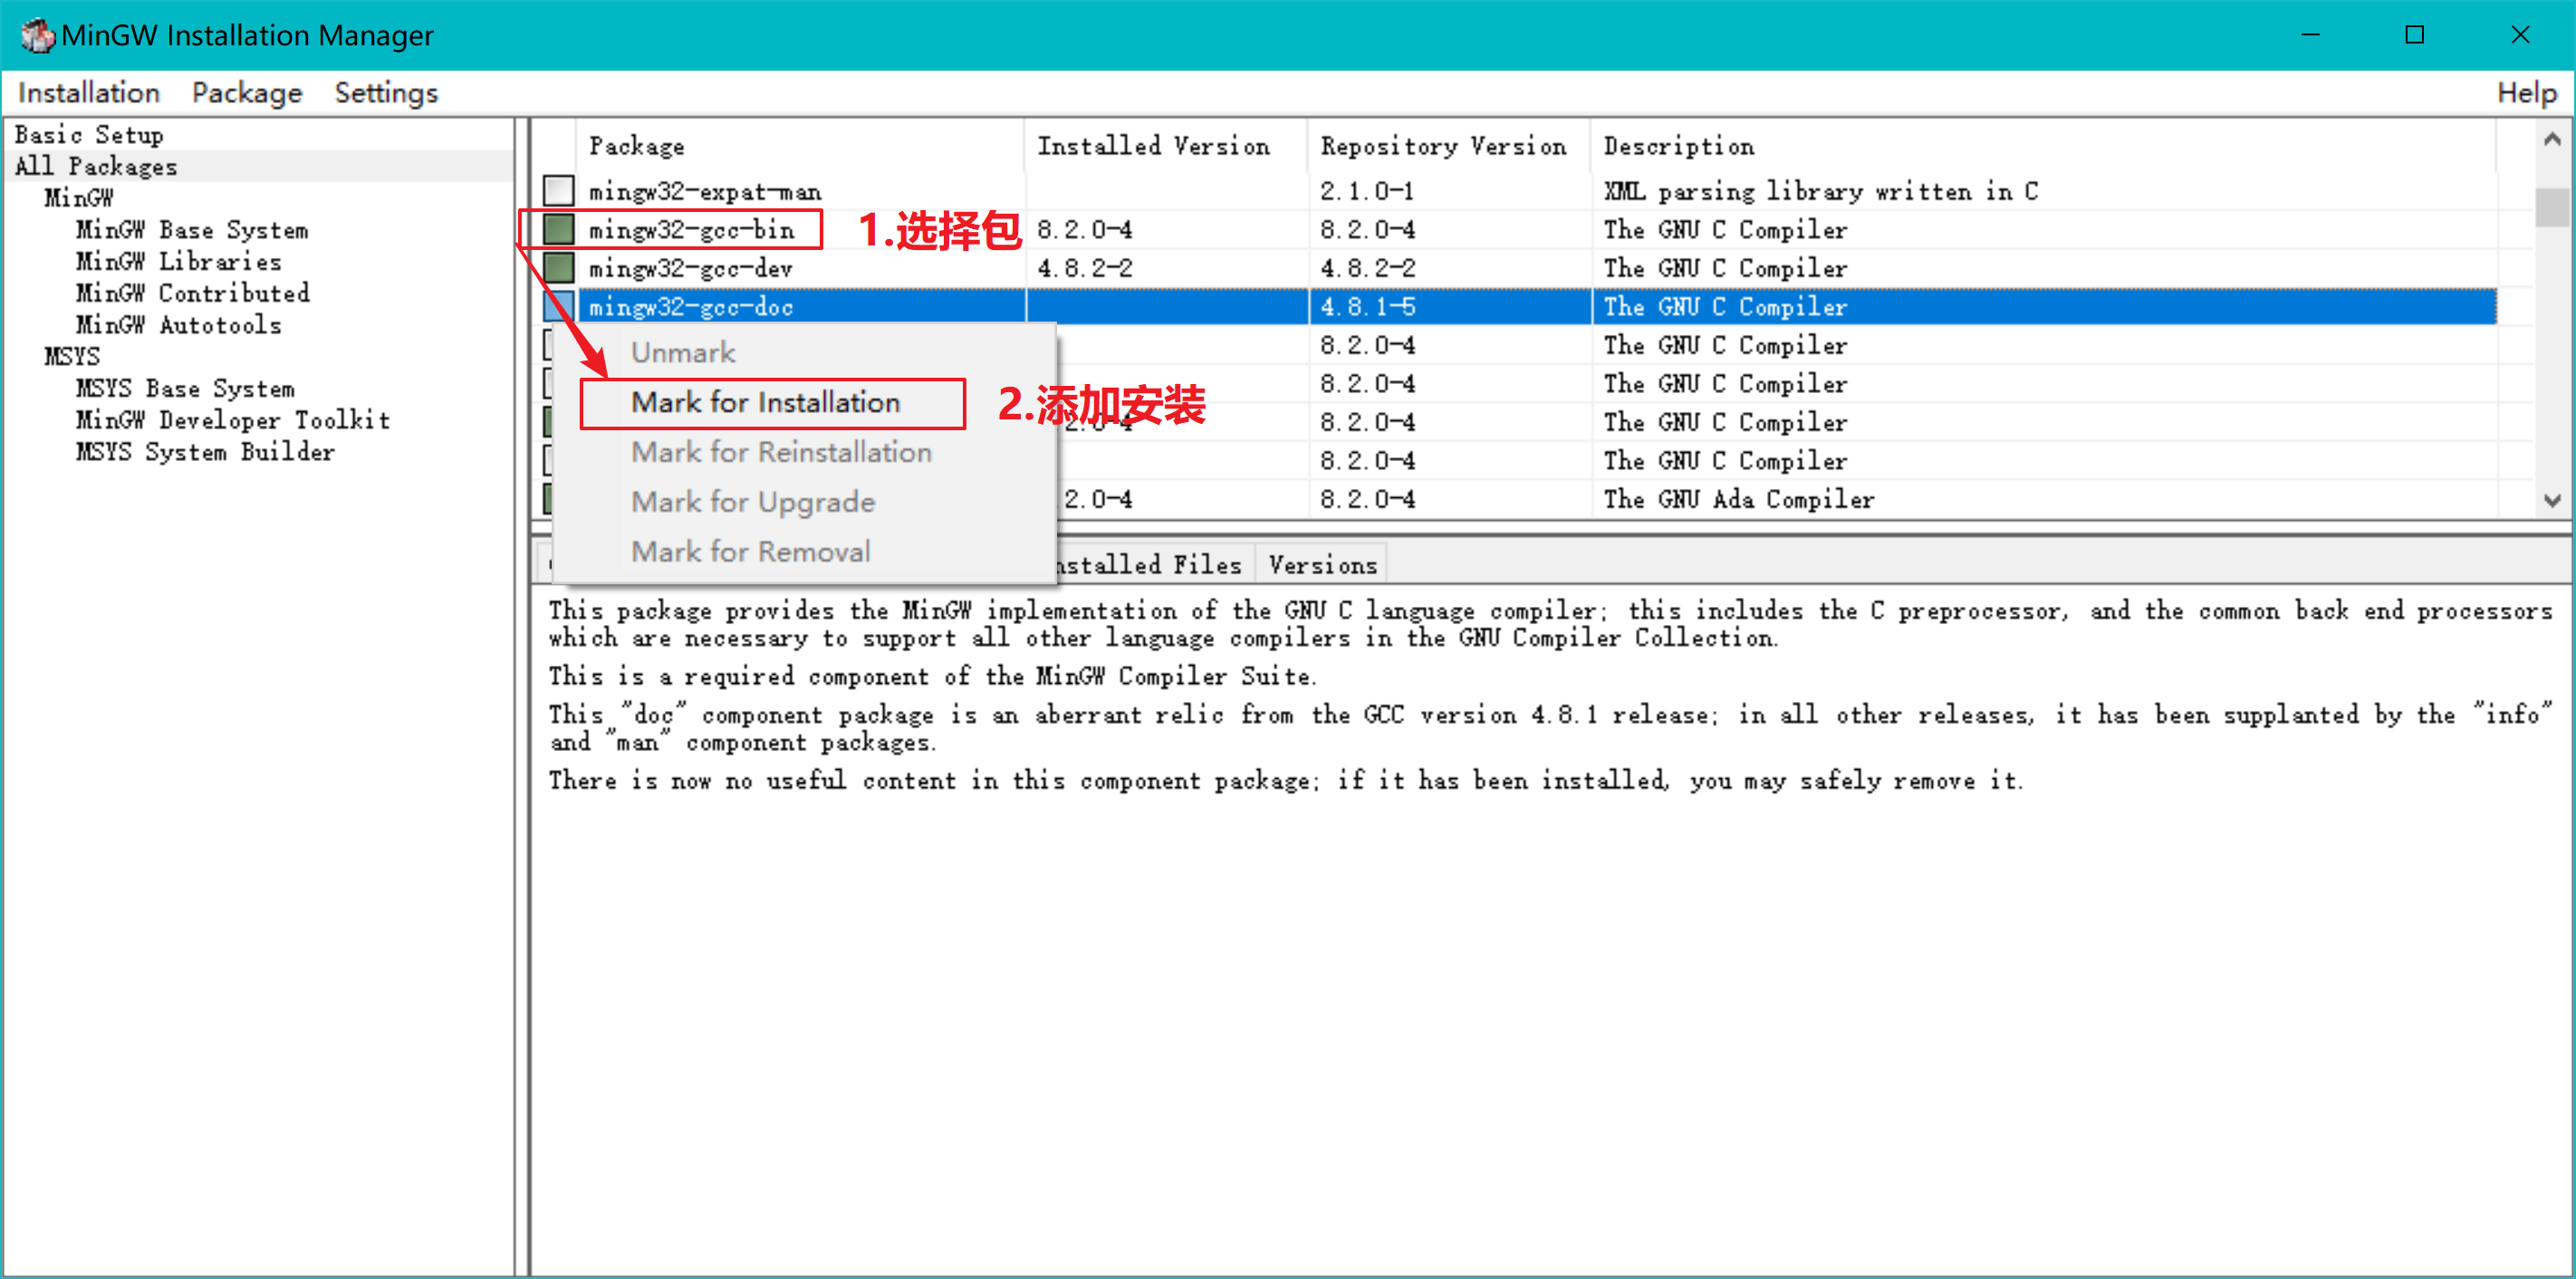 MinGW Installation Manager
Installation Package Settings Help
Basic Setup
All Packages
MinGW
MinGW Base System
MinGW Libraries
MinGW Contributed
MinGW Autotools
MSYS
MSYS Base System
MinGW Developer Toolkit
MSYS System Builder
Package Installed Version Repository Version Description
mingw32-expat-man 2.1.0-1 XML parsing library written in C
mingw32-gcc-bin 8.2.0-4 8.2.0-4 The GNU C Compiler
1.选择包
mingw32-gcc-dev 4.8.2-2 4.8.2-2 The GNU C Compiler
mingw32-gcc-doc 4.8.1-5 The GNU C Compiler
8.2.0-4 The GNU C Compiler
8.2.0-4 The GNU C Compiler
2.0-4 8.2.0-4 The GNU C Compiler
8.2.0-4 The GNU C Compiler
2.0-4 8.2.0-4 The GNU Ada Compiler
Unmark
Mark for Installation
2.添加安装
Mark for Reinstallation
Mark for Upgrade
Mark for Removal
nstalled Files Versions
This package provides the MinGW implementation of the GNU C language compiler; this includes the C preprocessor, and the common back end processors
which are necessary to support all other language compilers in the GNU Compiler Collection.
This is a required component of the MinGW Compiler Suite.
This "doc" component package is an aberrant relic from the GCC version 4.8.1 release; in all other releases, it has been supplanted by the "info"
and "man" component packages.
There is now no useful content in this component package; if it has been installed, you may safely remove it.